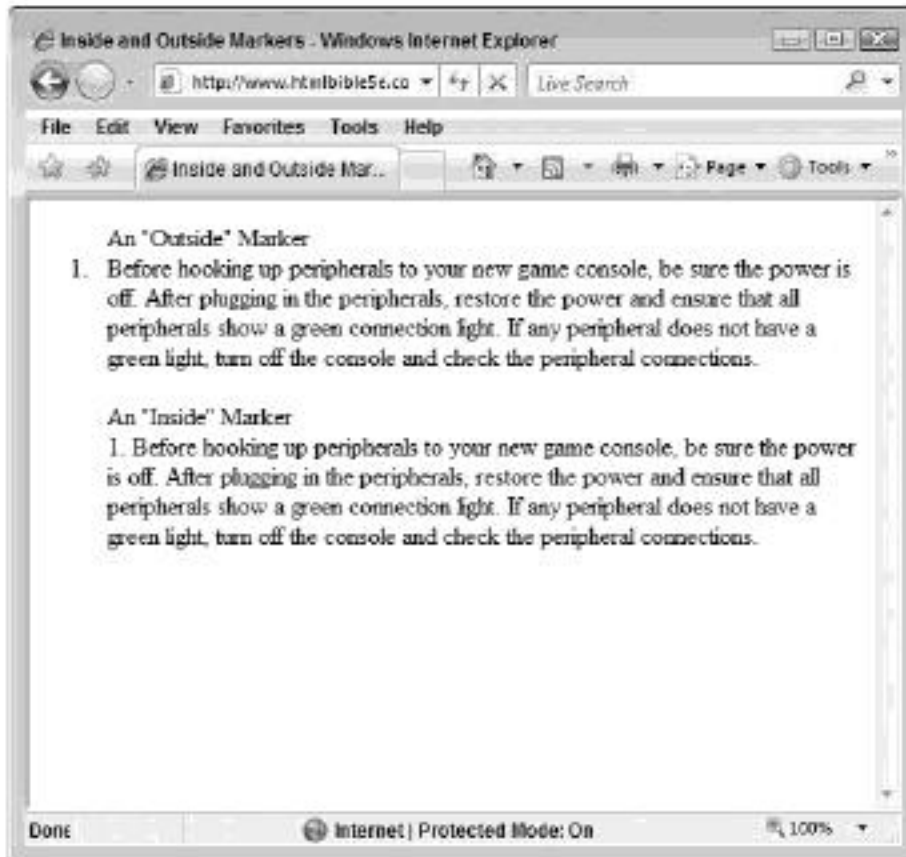 Inside and Outside Markers - Windows Internet Explorer
http://www.htmlbible5e.co Live Search
File Edit View Favorites Tools Help
Inside and Outside Mar... Page Tools
An "Outside" Marker
1. Before hooking up peripherals to your new game console, be sure the power is
off. After plugging in the peripherals, restore the power and ensure that all
peripherals show a green connection light. If any peripheral does not have a
green light, turn off the console and check the peripheral connections.
An "Inside" Marker
1. Before hooking up peripherals to your new game console, be sure the power
is off. After plugging in the peripherals, restore the power and ensure that all
peripherals show a green connection light. If any peripheral does not have a
green light, turn off the console and check the peripheral connections.
Done Internet | Protected Mode: On 100%